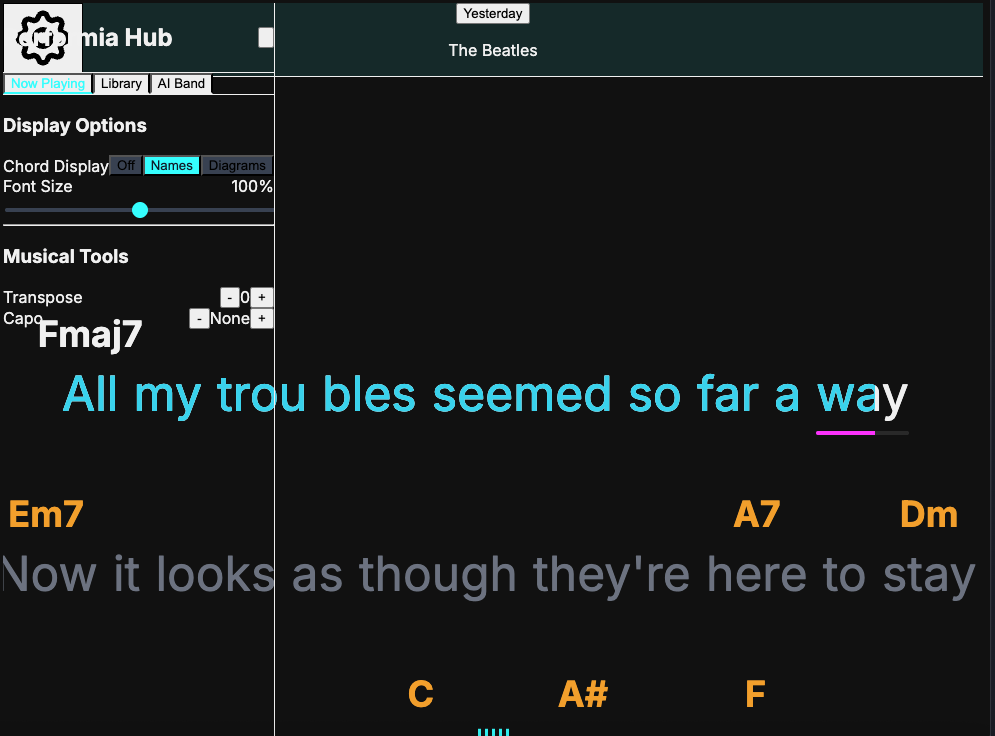 Yesterday
The Beatles
mia Hub
Now Playing Library AI Band
Display Options
Chord Display Off Names Diagrams
Font Size 100%
Musical Tools
Transpose - 0 +
Capo - None +
Fmaj7
All my trou bles seemed so far a way
Em7 A7 Dm
Now it looks as though they're here to stay
C A# F